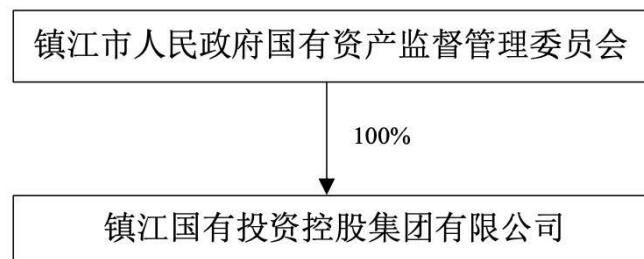 镇江市人民政府国有资产监督管理委员会
100%
镇江国有投资控股集团有限公司